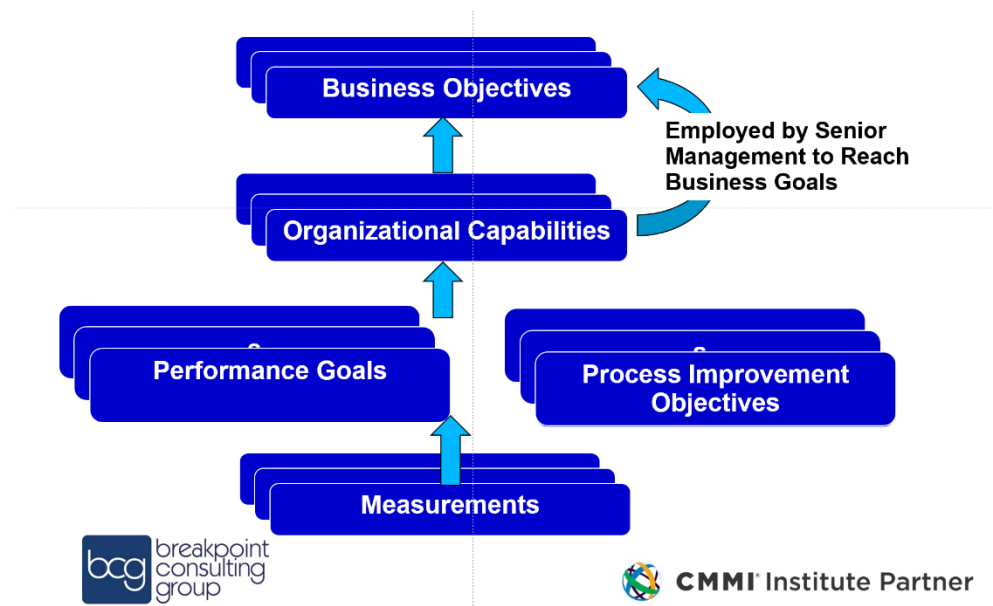 Business Objectives
Employed by Senior
Management to Reach
Business Goals
Organizational Capabilities
Performance Goals
Process Improvement
Objectives
Measurements
bcg
breakpoint
consulting
group
CMMI Institute Partner